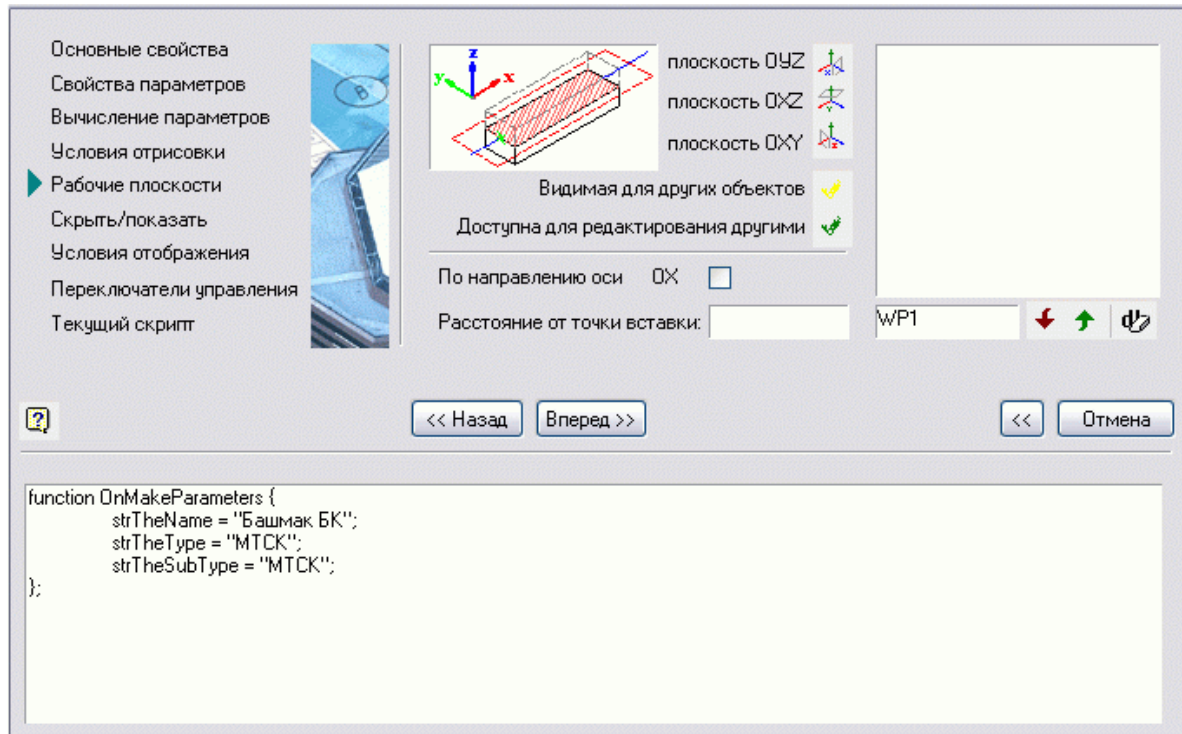 Основные свойства
Свойства параметров
Вычисление параметров
Условия отрисовки
Рабочие плоскости
Скрыть/показать
Условия отображения
Переключатели управления
Текущий скрипт
B
z
y
x
плоскость OYZ
плоскость OXZ
плоскость OXY
Видимая для других объектов
Доступна для редактирования другими
По направлению оси OX
Расстояние от точки вставки:
WP1
<< Назад
Вперед >>
<<
Отмена
function OnMakeParameters {
strTheName = "Башмак БК";
strTheType = "МТСК";
strTheSubType = "МТСК";
};